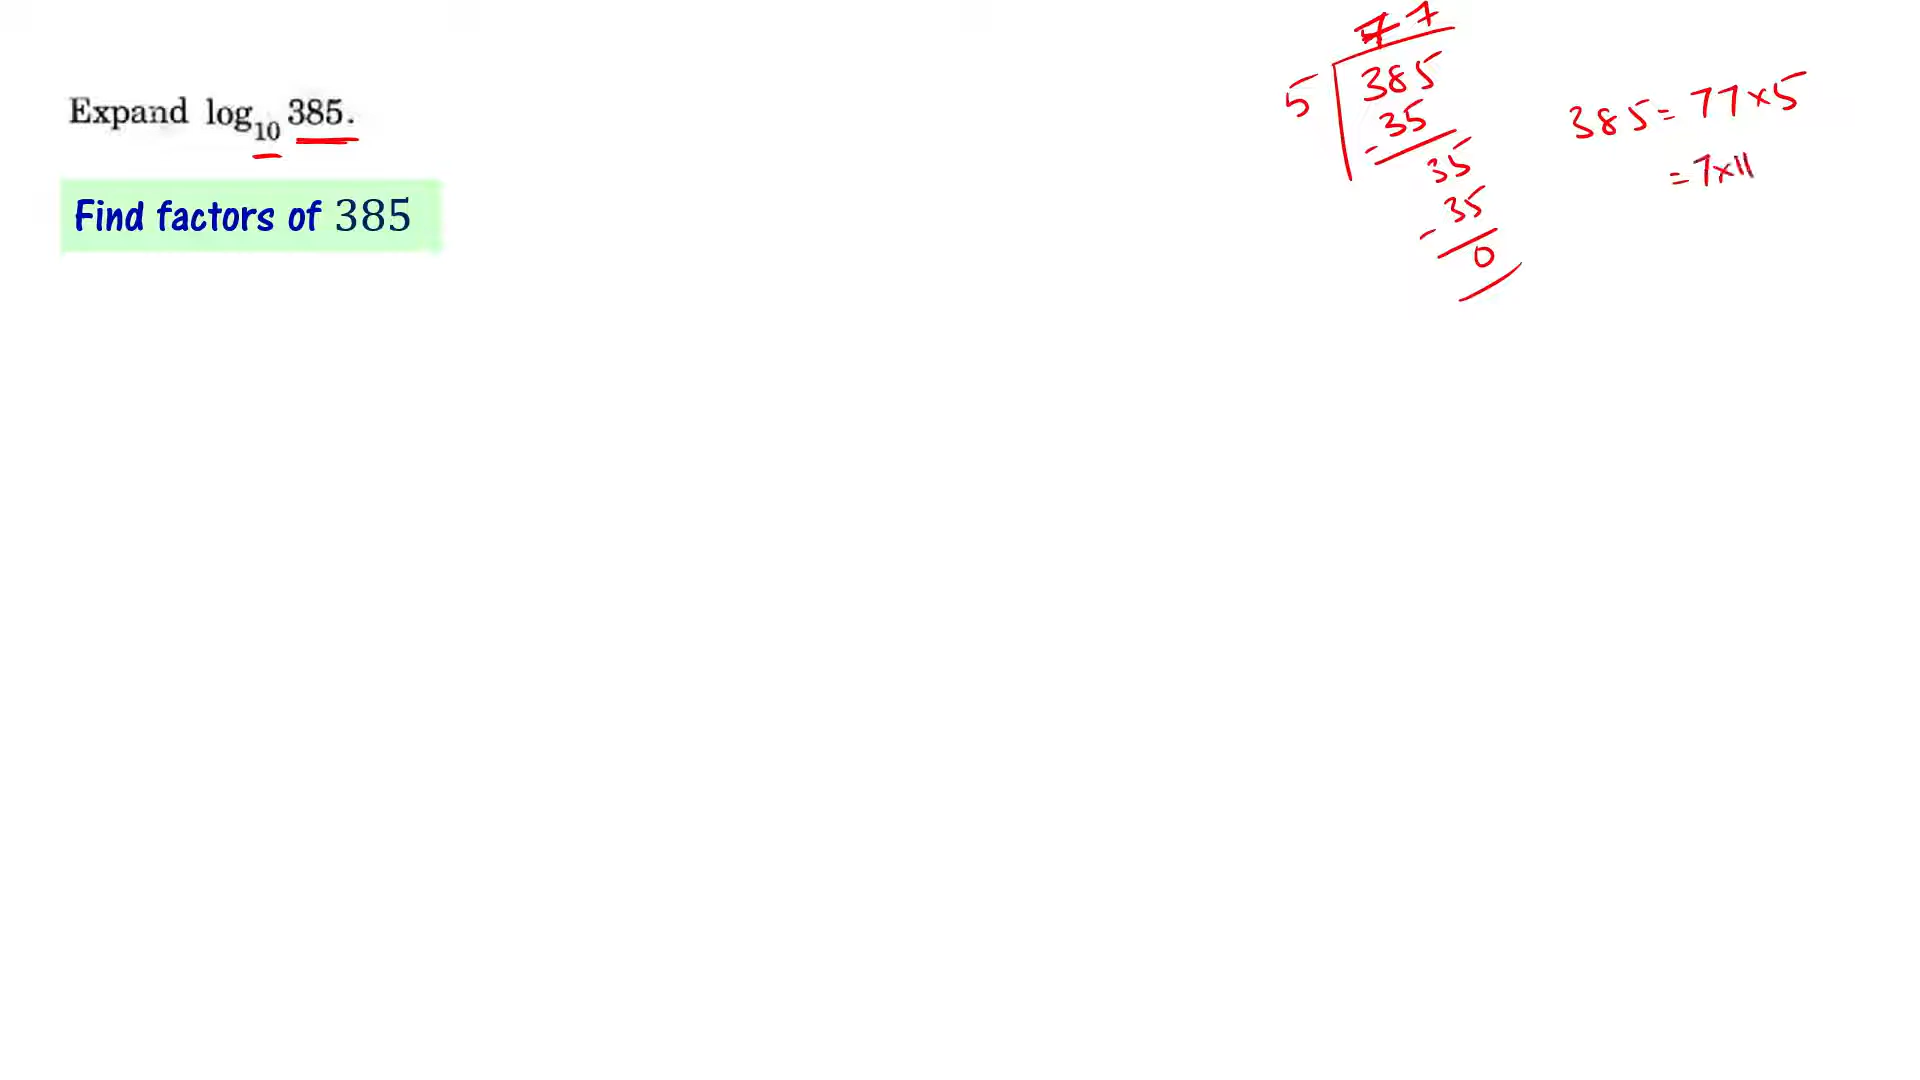 Expand log₁₀ 385.
Find factors of 385
77
5 385
- 35
35
- 35
0
385 = 77×5
= 7×11